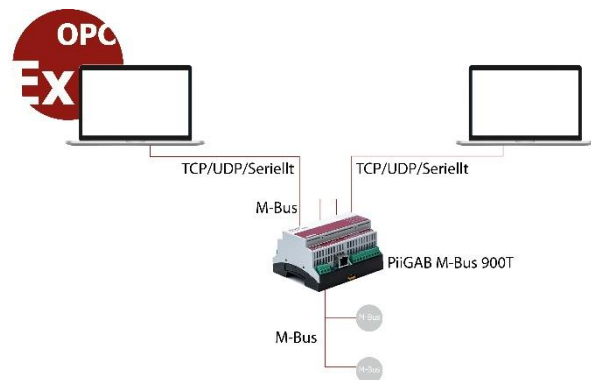 OPC
Ex
TCP/UDP/Seriellt
TCP/UDP/Seriellt
M-Bus
PiiGAB M-Bus 900T
M-Bus
M-Bus
M-Bus